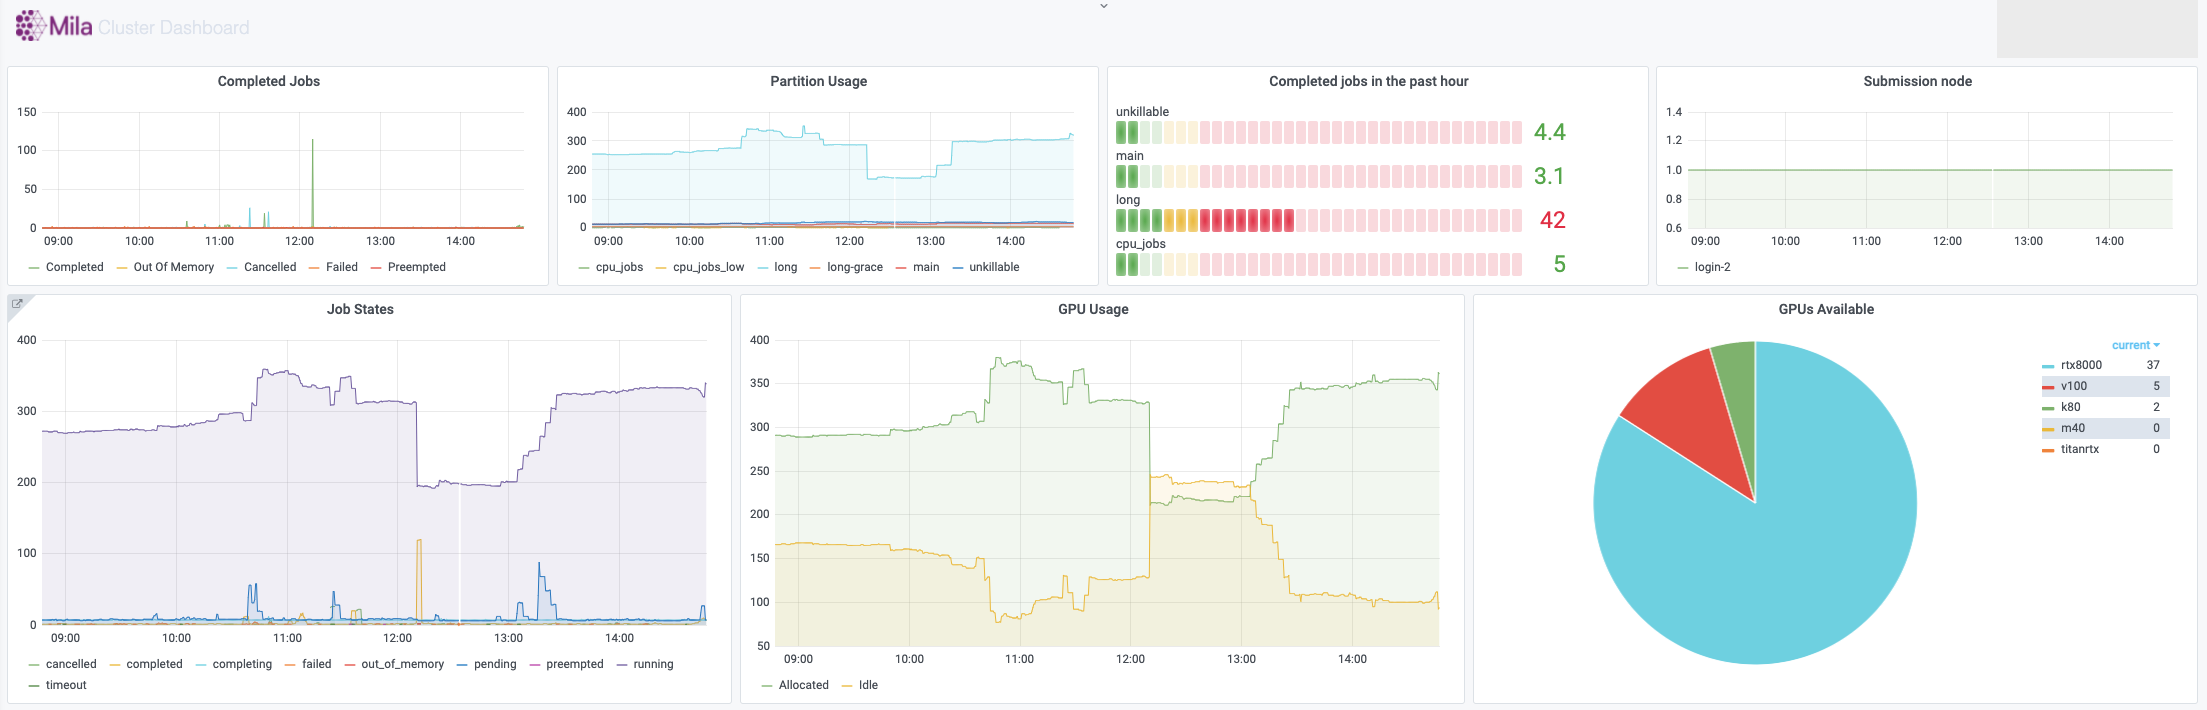 Mila Cluster Dashboard
Completed Jobs
150
100
50
0
09:00 10:00 11:00 12:00 13:00 14:00
Completed Out Of Memory Cancelled Failed Preempted
Partition Usage
400
300
200
100
0
09:00 10:00 11:00 12:00 13:00 14:00
cpu_jobs cpu_jobs_low long long-grace main unkillable
Completed jobs in the past hour
unkillable
4.4
main
3.1
long
42
cpu_jobs
5
Submission node
1.4
1.2
1.0
0.8
0.6
09:00 10:00 11:00 12:00 13:00 14:00
login-2
Job States
400
300
200
100
0
09:00 10:00 11:00 12:00 13:00 14:00
cancelled completed completing failed out_of_memory pending preempted running
timeout
GPU Usage
400
350
300
250
200
150
100
50
09:00 10:00 11:00 12:00 13:00 14:00
Allocated Idle
GPUs Available
current
rtx8000 37
v100 5
k80 2
m40 0
titanrtx 0